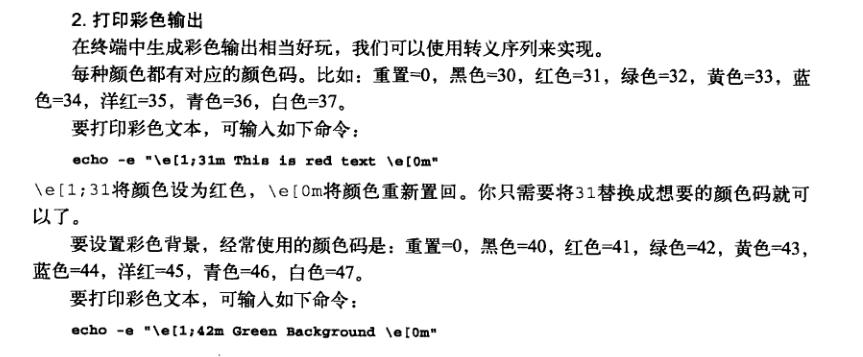 2. 打印彩色输出
在终端中生成彩色输出相当好玩，我们可以使用转义序列来实现。
每种颜色都有对应的颜色码。比如：重置=0，黑色=30，红色=31，绿色=32，黄色=33，蓝
色=34，洋红=35，青色=36，白色=37。
要打印彩色文本，可输入如下命令：
echo -e "\e[1;31m This is red text \e[0m"
\e[1;31将颜色设为红色，\e[0m将颜色重新置回。你只需要将31替换成想要的颜色码就可
以了。
要设置彩色背景，经常使用的颜色码是：重置=0，黑色=40，红色=41，绿色=42，黄色=43，
蓝色=44，洋红=45，青色=46，白色=47。
要打印彩色文本，可输入如下命令：
echo -e "\e[1;42m Green Background \e[0m"